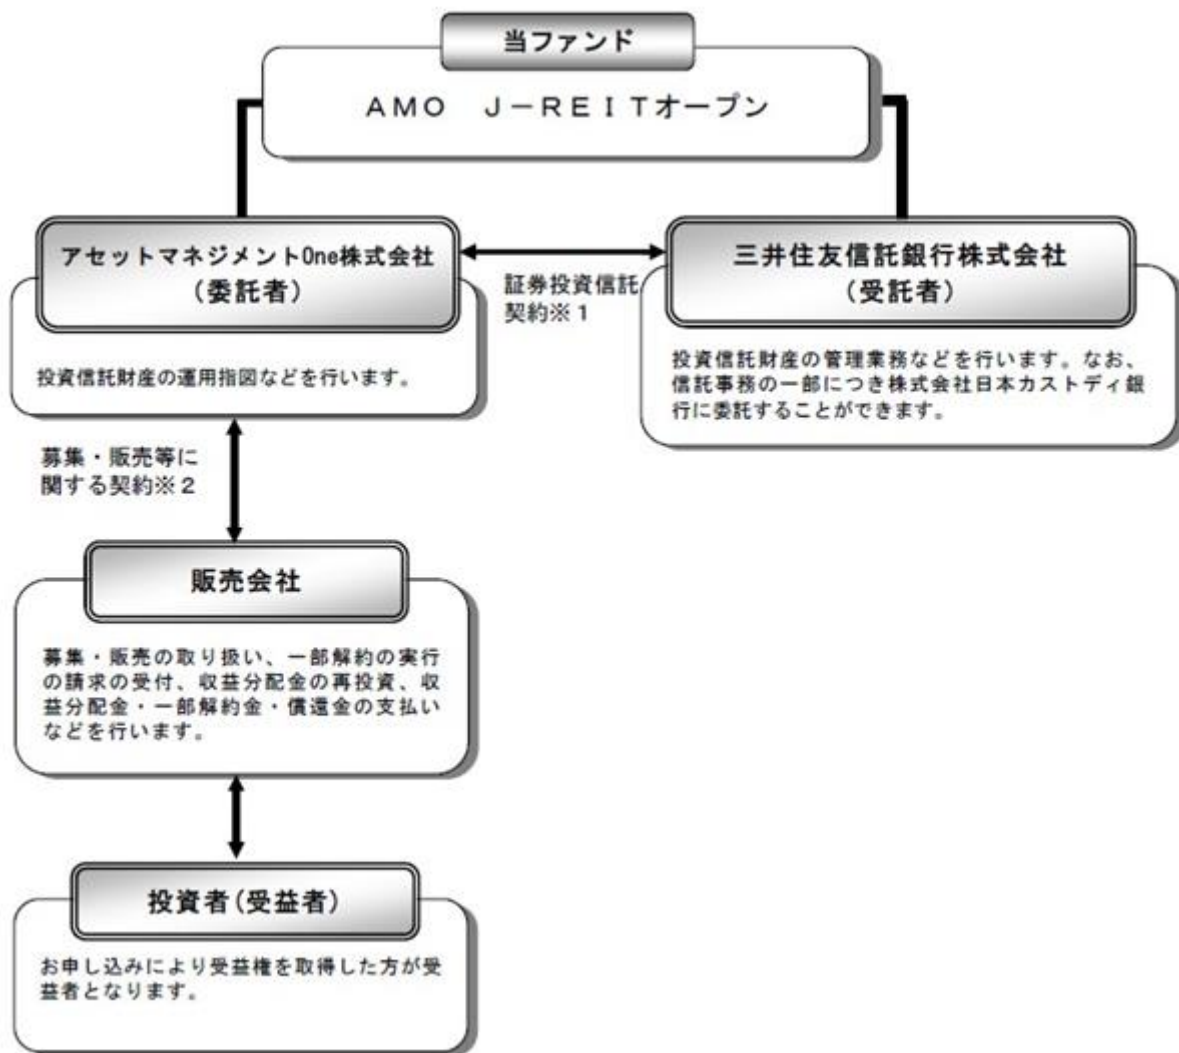 当ファンド
AMO J-REITオープン
アセットマネジメントOne株式会社
(委託者)
投資信託財産の運用指図などを行います。
証券投資信託
契約※1
三井住友信託銀行株式会社
(受託者)
投資信託財産の管理業務などを行います。なお、
信託事務の一部につき株式会社日本カストディ銀
行に委託することができます。
募集・販売等に
関する契約※2
販売会社
募集・販売の取り扱い、一部解約の実行
の請求の受付、収益分配金の再投資、収
益分配金・一部解約金・償還金の支払い
などを行います。
投資者(受益者)
お申し込みにより受益権を取得した方が受
益者となります。